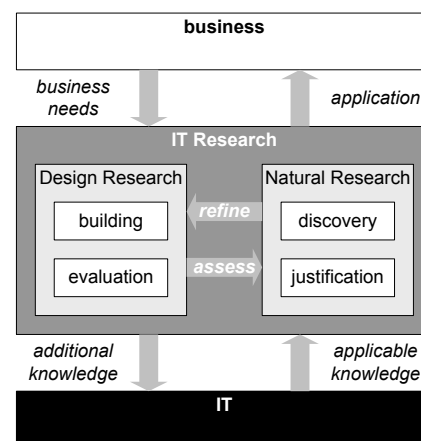 business
business
needs
application
IT Research
Design Research
building
evaluation
refine
assess
Natural Research
discovery
justification
additional
knowledge
applicable
knowledge
IT